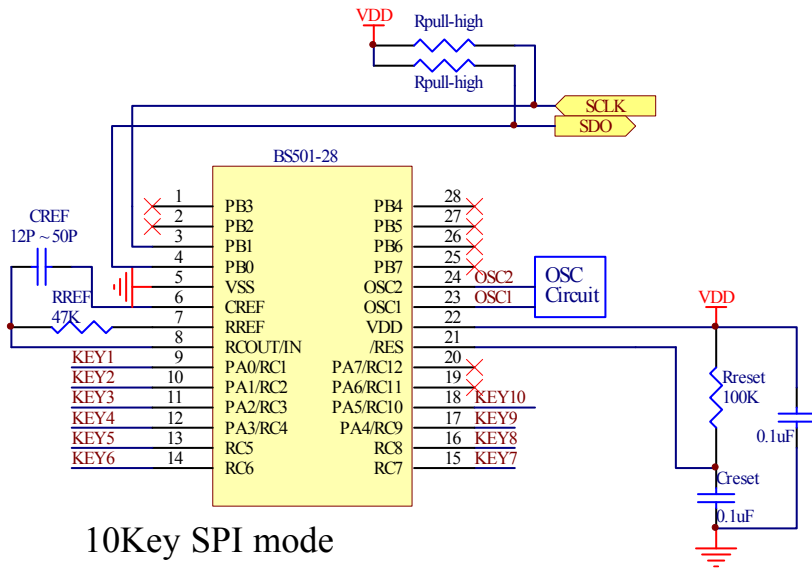 VDD
Rpull-high
Rpull-high
SCLK
SDO
BS501-28
CREF
12P ~ 50P
RREF
47K
1 PB3 PB4 28
2 PB2 PB5 27
3 PB1 PB6 26
4 PB0 PB7 25
5 VSS OSC2 24 OSC2
6 CREF OSC1 23 OSC1
7 RREF VDD 22
8 RCOUT/IN /RES 21
KEY1 9 PA0/RC1 PA7/RC12 20
KEY2 10 PA1/RC2 PA6/RC11 19
KEY3 11 PA2/RC3 PA5/RC10 18 KEY10
KEY4 12 PA3/RC4 PA4/RC9 17 KEY9
KEY5 13 RC5 RC8 16 KEY8
KEY6 14 RC6 RC7 15 KEY7
OSC
Circuit
VDD
Rreset
100K
0.1uF
Creset
0.1uF
10Key SPI mode